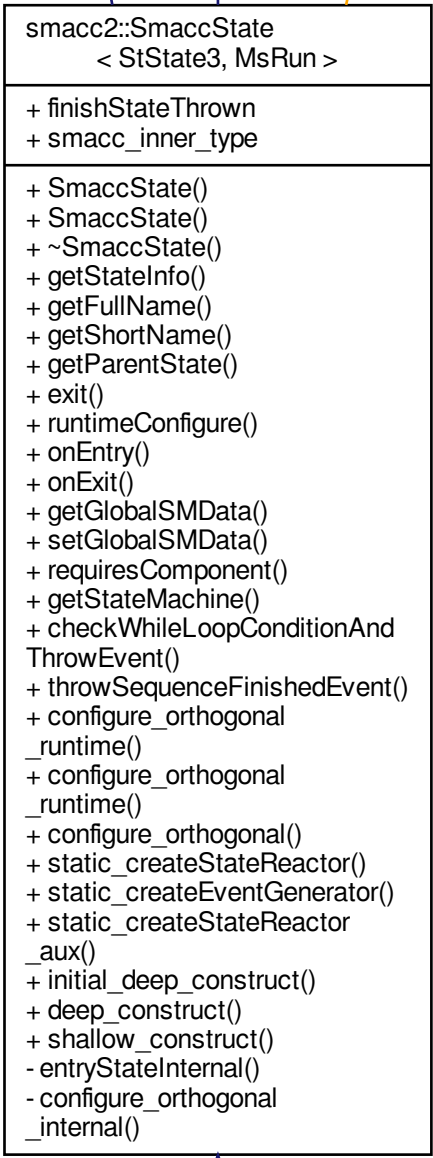 smacc2::SmaccState
< StState3, MsRun >
+ finishStateThrown
+ smacc_inner_type
+ SmaccState()
+ SmaccState()
+ ~SmaccState()
+ getStateInfo()
+ getFullName()
+ getShortName()
+ getParentState()
+ exit()
+ runtimeConfigure()
+ onEntry()
+ onExit()
+ getGlobalSMData()
+ setGlobalSMData()
+ requiresComponent()
+ getStateMachine()
+ checkWhileLoopConditionAnd
ThrowEvent()
+ throwSequenceFinishedEvent()
+ configure_orthogonal
_runtime()
+ configure_orthogonal
_runtime()
+ configure_orthogonal()
+ static_createStateReactor()
+ static_createEventGenerator()
+ static_createStateReactor
_aux()
+ initial_deep_construct()
+ deep_construct()
+ shallow_construct()
- entryStateInternal()
- configure_orthogonal
_internal()